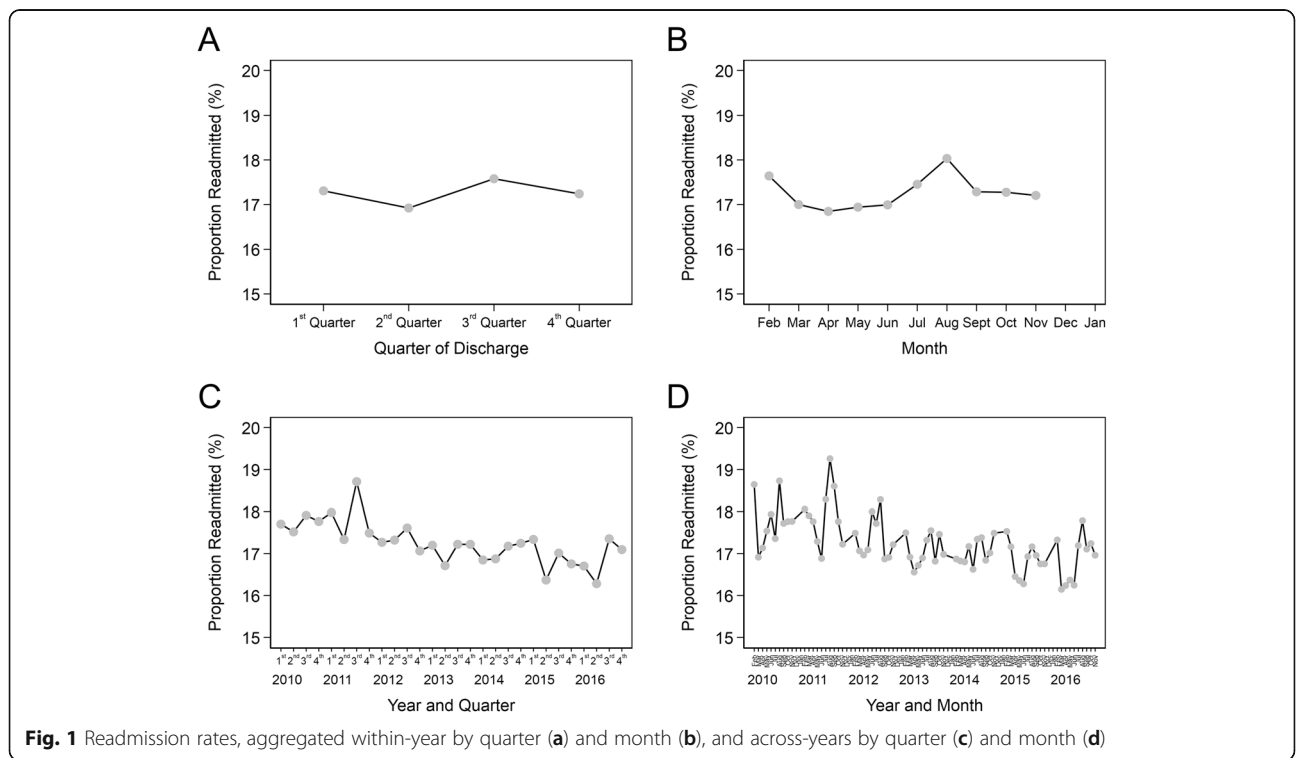 A
20
19
18
17
16
15
Proportion Readmitted (%)
1st Quarter 2nd Quarter 3rd Quarter 4th Quarter
Quarter of Discharge
B
20
19
18
17
16
15
Proportion Readmitted (%)
Feb Mar Apr May Jun Jul Aug Sept Oct Nov Dec Jan
Month
C
20
19
18
17
16
15
Proportion Readmitted (%)
1st 2nd 3rd 4th 1st 2nd 3rd 4th 1st 2nd 3rd 4th 1st 2nd 3rd 4th 1st 2nd 3rd 4th 1st 2nd 3rd 4th 1st 2nd 3rd 4th
2010 2011 2012 2013 2014 2015 2016
Year and Quarter
D
20
19
18
17
16
15
Proportion Readmitted (%)
2010 2011 2012 2013 2014 2015 2016
Year and Month
Fig. 1 Readmission rates, aggregated within-year by quarter (a) and month (b), and across-years by quarter (c) and month (d)